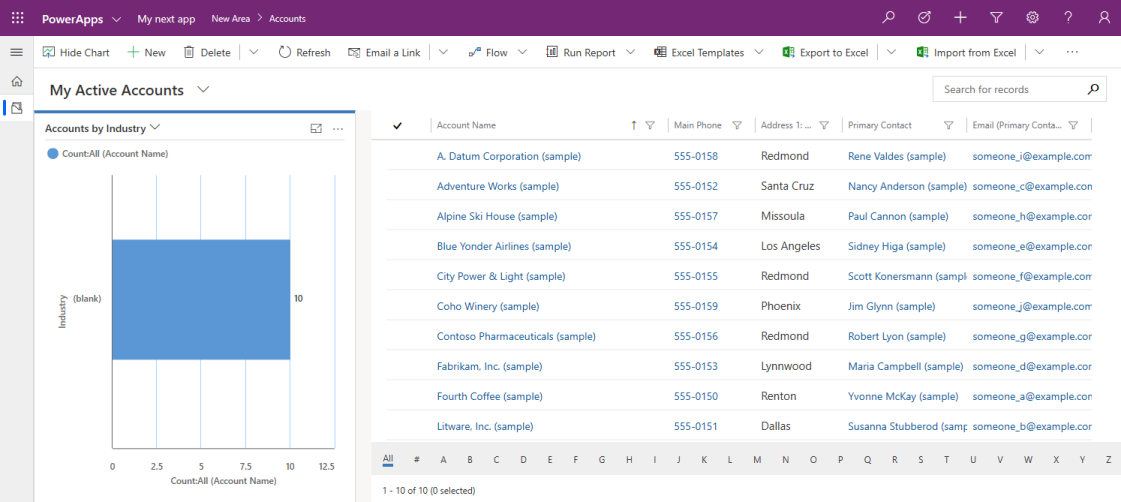 PowerApps My next app New Area > Accounts
Hide Chart New Delete Refresh Email a Link Flow Run Report Excel Templates Export to Excel Import from Excel ...
My Active Accounts
Search for records
Accounts by Industry
...
Count:All (Account Name)
Industry
(blank)
10
0 2.5 5 7.5 10 12.5
Count:All (Account Name)
Account Name Main Phone Address 1: ... Primary Contact Email (Primary Conta...
A. Datum Corporation (sample) 555-0158 Redmond Rene Valdes (sample) someone_i@example.com
Adventure Works (sample) 555-0152 Santa Cruz Nancy Anderson (sample) someone_c@example.cor
Alpine Ski House (sample) 555-0157 Missoula Paul Cannon (sample) someone_h@example.cor
Blue Yonder Airlines (sample) 555-0154 Los Angeles Sidney Higa (sample) someone_e@example.cor
City Power & Light (sample) 555-0155 Redmond Scott Konersmann (sampl someone_f@example.com
Coho Winery (sample) 555-0159 Phoenix Jim Glynn (sample) someone_j@example.com
Contoso Pharmaceuticals (sample) 555-0156 Redmond Robert Lyon (sample) someone_g@example.cor
Fabrikam, Inc. (sample) 555-0153 Lynnwood Maria Campbell (sample) someone_d@example.cor
Fourth Coffee (sample) 555-0150 Renton Yvonne McKay (sample) someone_a@example.cor
Litware, Inc. (sample) 555-0151 Dallas Susanna Stubberod (samp someone_b@example.cor
All # A B C D E F G H I J K L M N O P Q R S T U V W X Y Z
1 - 10 of 10 (0 selected)